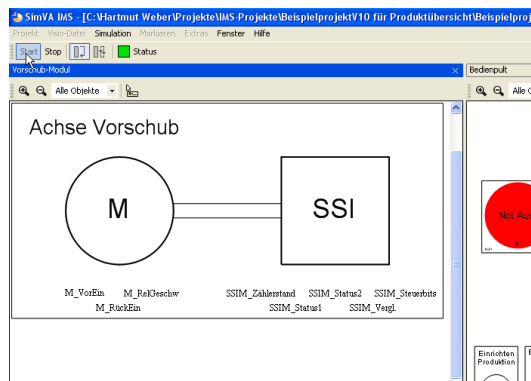 SimVA IMS - [C:\Hartmut Weber\Projekte\IMS-Projekte\BeispielprojektV10 für Produktübersicht\Beispielproj
Projekt Visio-Datei Simulation Markieren Extras Fenster Hilfe
Start Stop Status
Vorschub-Modul
Bedienpult
Alle Objekte
Alle
Achse Vorschub
M
SSI
Not Au
M_VorEin M_RelGeschw SSIM_Zählerstand SSIM_Status2 SSIM_Steuerbits
M_RückEin SSIM_Status1 SSIM_Vergl.
Einrichten
Produktion